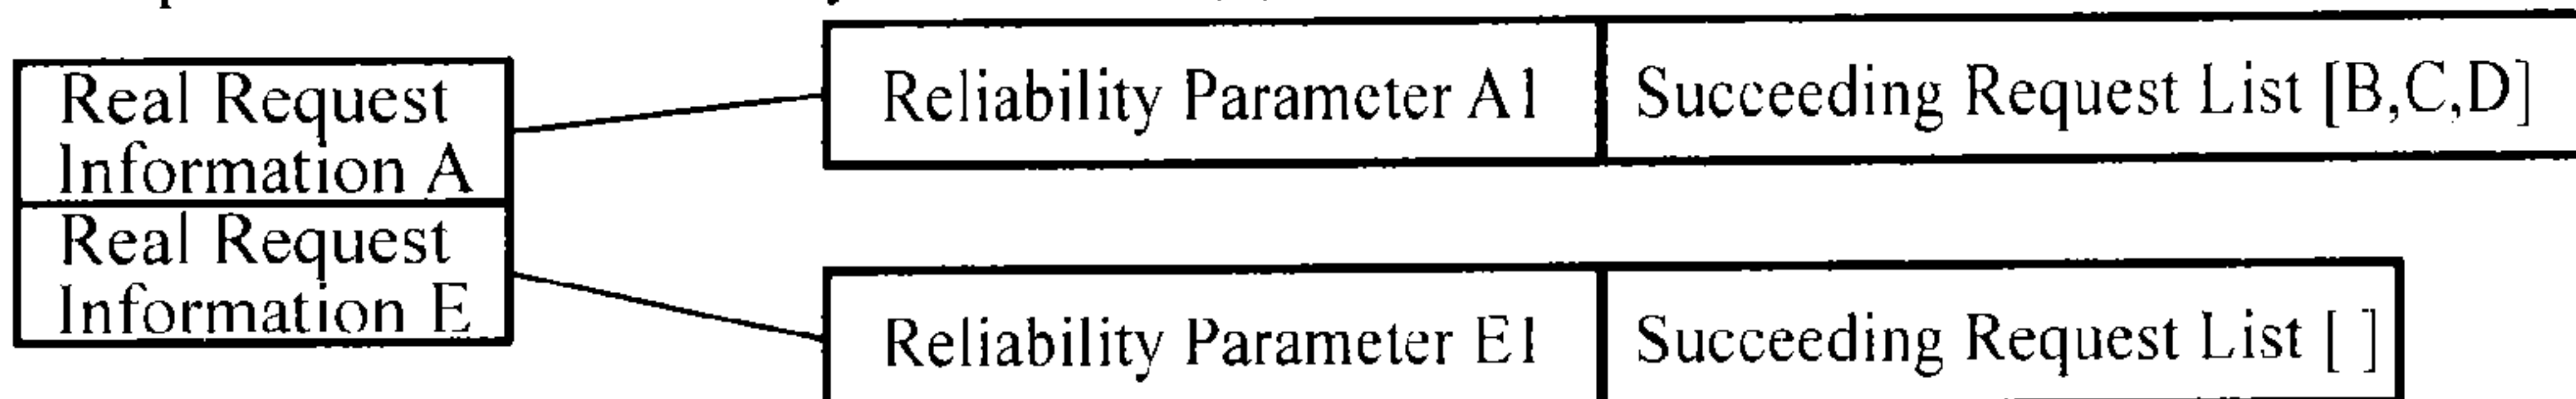 Real Request
Information A
Reliability Parameter A1
Succeeding Request List [B,C,D]
Real Request
Information E
Reliability Parameter E1
Succeeding Request List [ ]